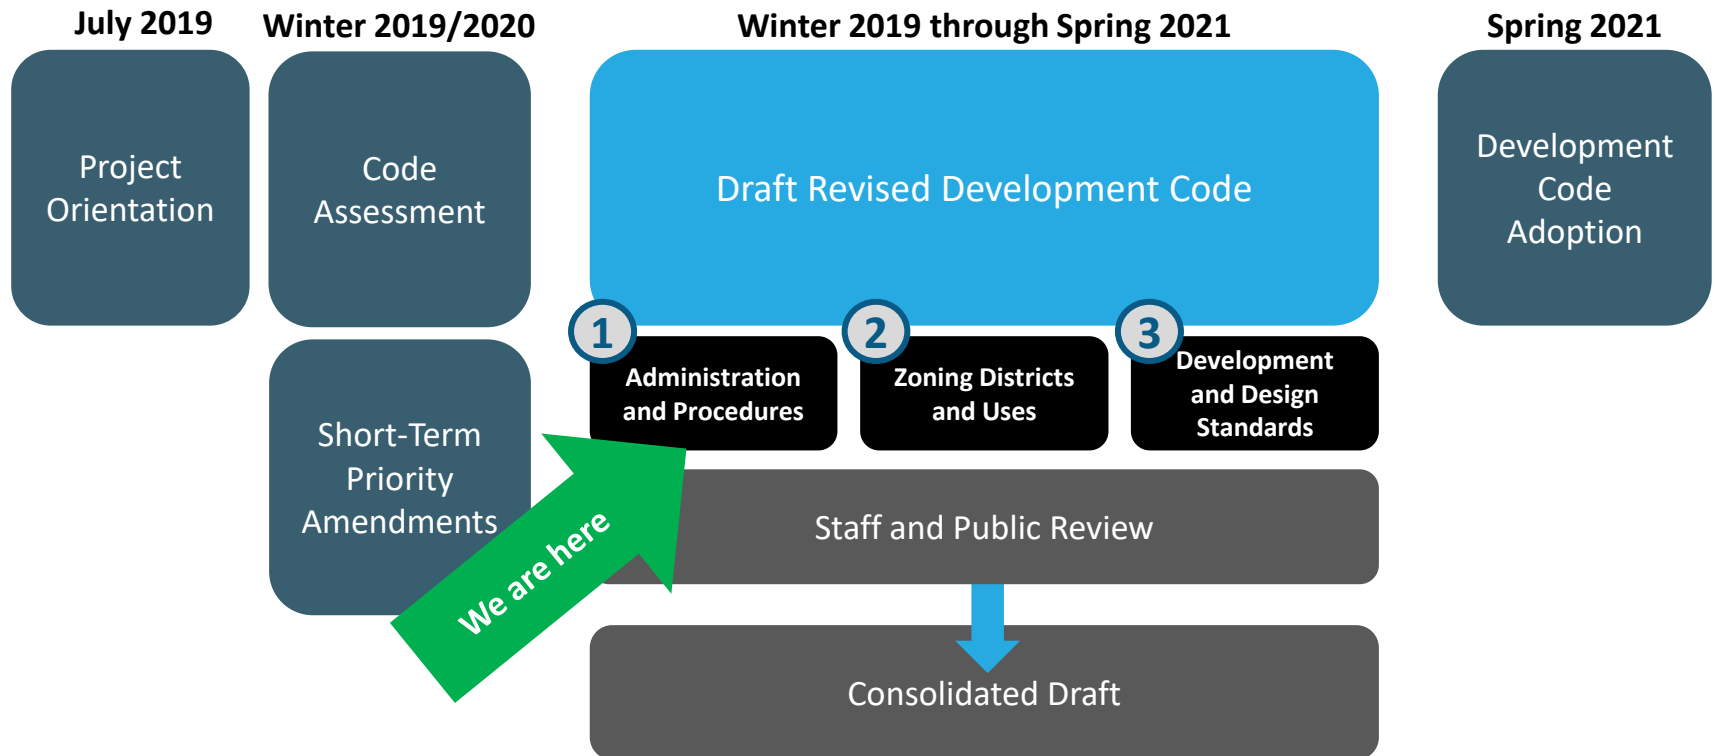 July 2019
Winter 2019/2020
Winter 2019 through Spring 2021
Spring 2021
Project
Orientation
Code
Assessment
Draft Revised Development Code
Development
Code
Adoption
1
2
3
Administration
and Procedures
Zoning Districts
and Uses
Development
and Design
Standards
Short-Term
Priority
Amendments
We are here
Staff and Public Review
Consolidated Draft